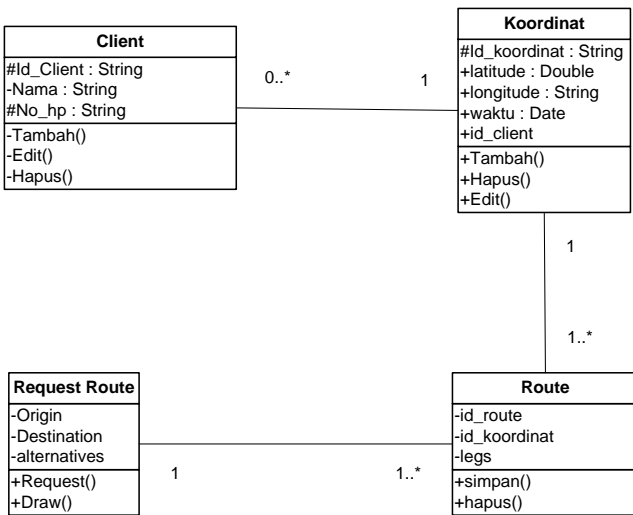 Client
#Id_Client : String
-Nama : String
#No_hp : String
-Tambah()
-Edit()
-Hapus()
0..*
1
Koordinat
#Id_koordinat : String
+latitude : Double
+longitude : String
+waktu : Date
+id_client
+Tambah()
+Hapus()
+Edit()
1
1..*
Request Route
-Origin
-Destination
-alternatives
+Request()
+Draw()
1
1..*
Route
-id_route
-id_koordinat
-legs
+simpan()
+hapus()